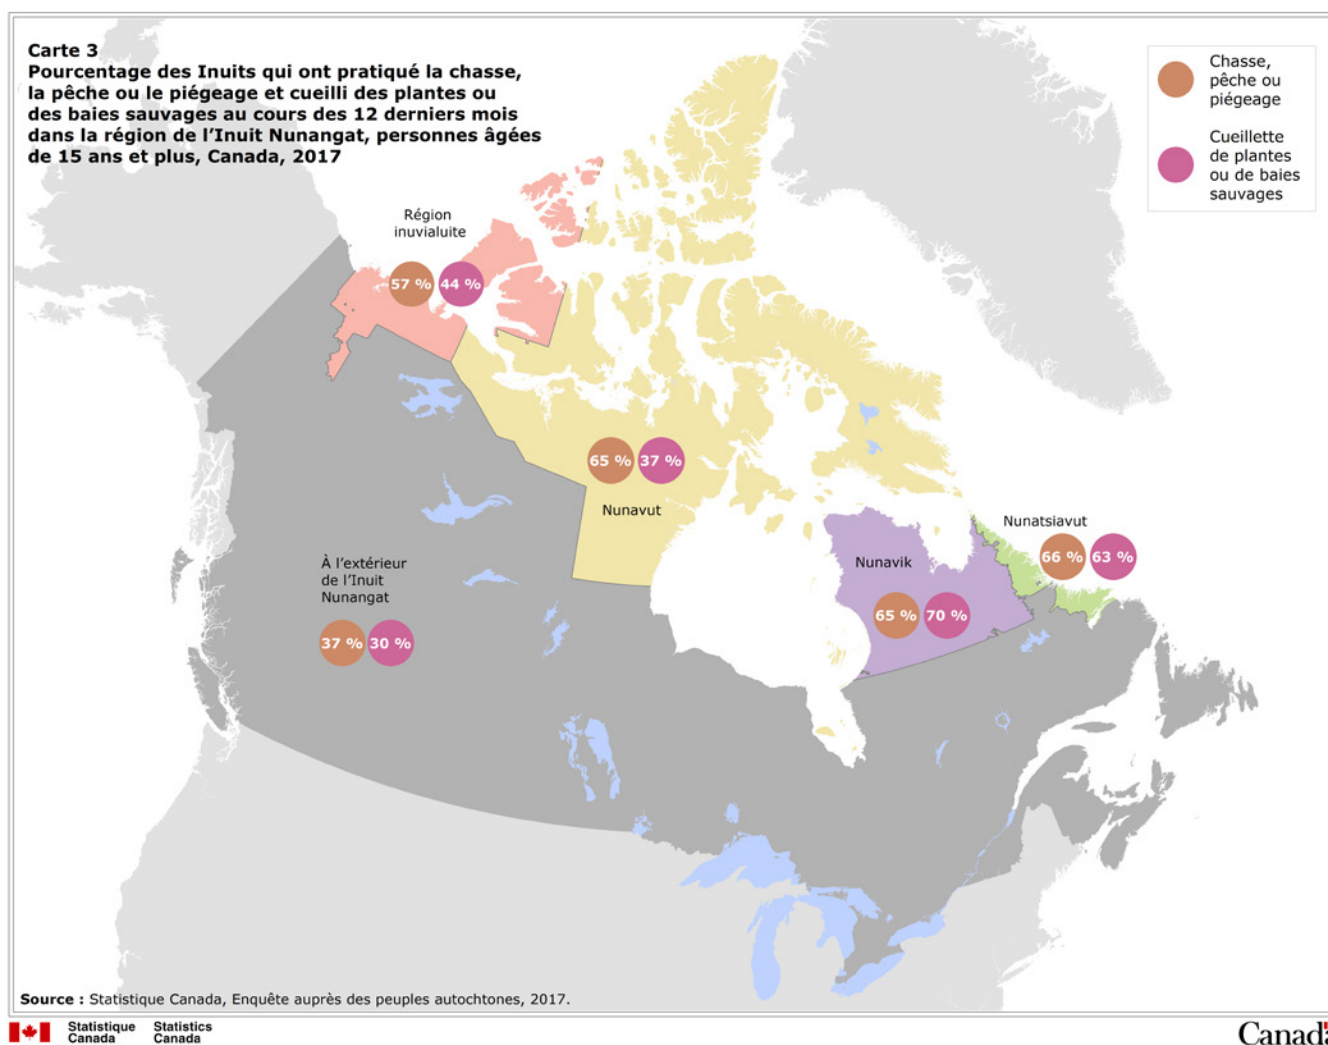 Carte 3
Pourcentage des Inuits qui ont pratiqué la chasse,
la pêche ou le piégeage et cueilli des plantes ou
des baies sauvages au cours des 12 derniers mois
dans la région de l'Inuit Nunangat, personnes âgées
de 15 ans et plus, Canada, 2017
Chasse,
pêche ou
piégeage
Cueillette
de plantes
ou de baies
sauvages
Région
inuvialuite
57 % 44 %
65 % 37 %
Nunavut
Nunatsiavut
66 % 63 %
Nunavik
65 % 70 %
À l'extérieur
de l'Inuit
Nunangat
37 % 30 %
Source : Statistique Canada, Enquête auprès des peuples autochtones, 2017.
Statistique
Canada
Statistics
Canada
Canada